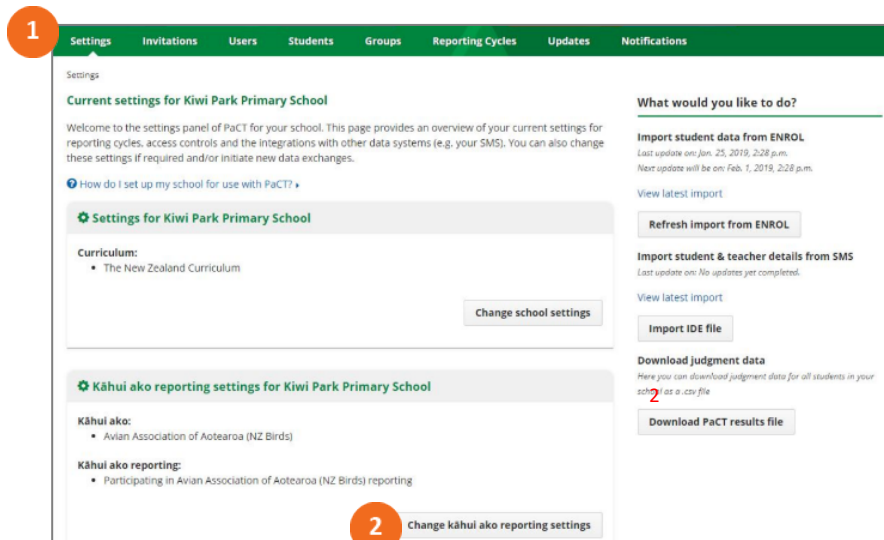 1
Settings Invitations Users Students Groups Reporting Cycles Updates Notifications
Settings
Current settings for Kiwi Park Primary School
Welcome to the settings panel of PaCT for your school. This page provides an overview of your current settings for
reporting cycles, access controls and the integrations with other data systems (e.g. your SMS). You can also change
these settings if required and/or initiate new data exchanges.
How do I set up my school for use with PaCT?
Settings for Kiwi Park Primary School
Curriculum:
• The New Zealand Curriculum
Change school settings
Kāhui ako reporting settings for Kiwi Park Primary School
Kāhui ako:
• Avian Association of Aotearoa (NZ Birds)
Kāhui ako reporting:
• Participating in Avian Association of Aotearoa (NZ Birds) reporting
2
Change kāhui ako reporting settings
What would you like to do?
Import student data from ENROL
Last update on: Jan. 25, 2019, 2:28 p.m.
Next update will be on: Feb. 1, 2019, 2:28 p.m.
View latest import
Refresh import from ENROL
Import student & teacher details from SMS
Last update on: No updates yet completed.
View latest import
Import IDE file
Download judgment data
Here you can download judgment data for all students in your
school as a .csv file
2
Download PaCT results file